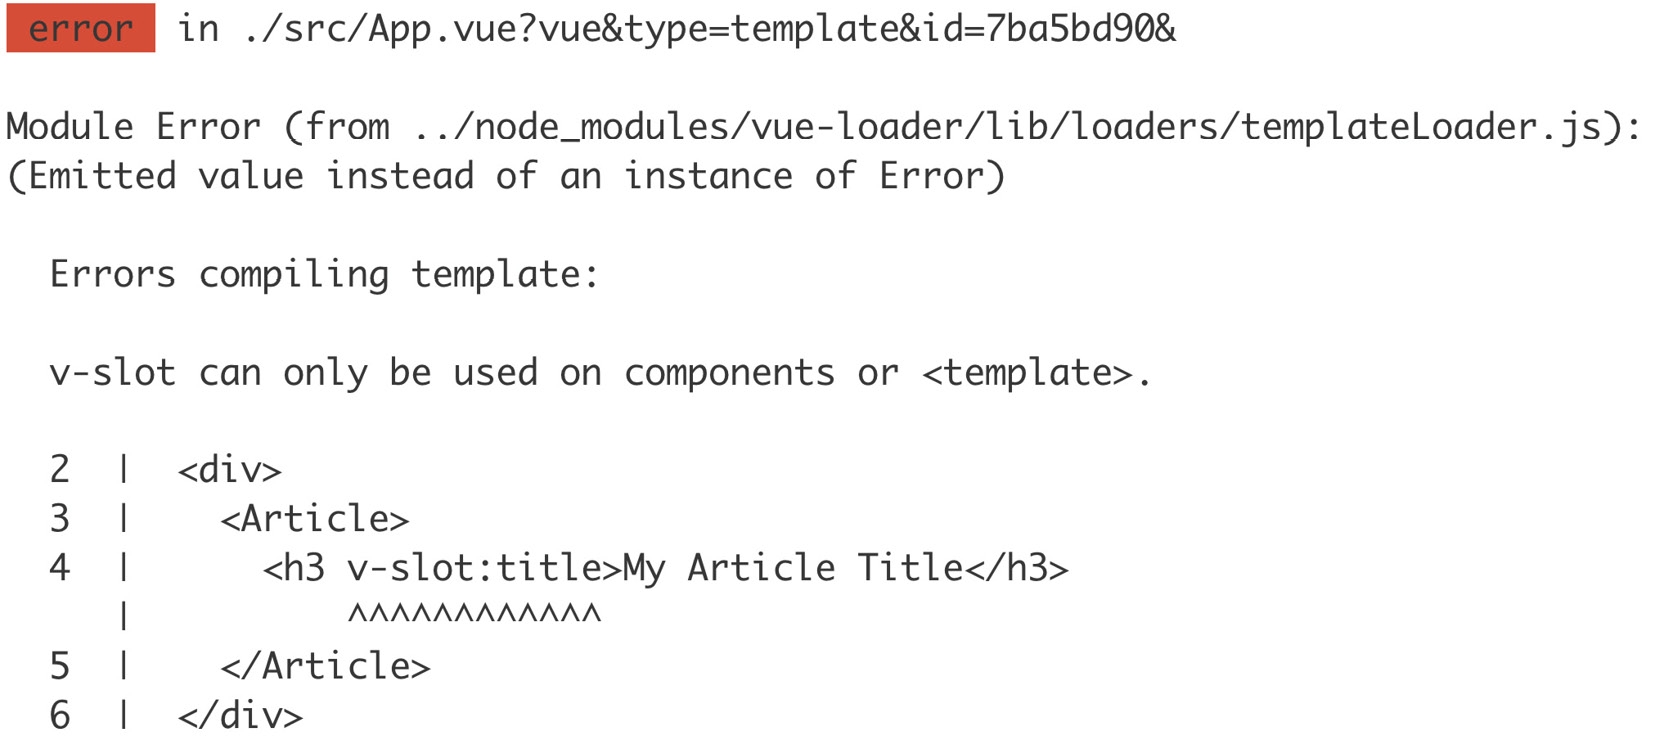 error in ./src/App.vue?vue&type=template&id=7ba5bd90&
Module Error (from ../node_modules/vue-loader/lib/loaders/templateLoader.js):
(Emitted value instead of an instance of Error)
Errors compiling template:
v-slot can only be used on components or <template>.
2 | <div>
3 | <Article>
4 | <h3 v-slot:title>My Article Title</h3>
| ^^^^^^^^^^^^
5 | </Article>
6 | </div>